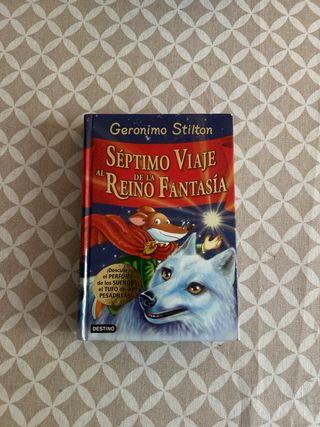 Geronimo Stilton
SÉPTIMO VIAJE
AL
REINO DE LA FANTASÍA
¡Descubre
el PERFUME
de los SUEÑOS
el TUFO de
PESADILLAS
DESTINO